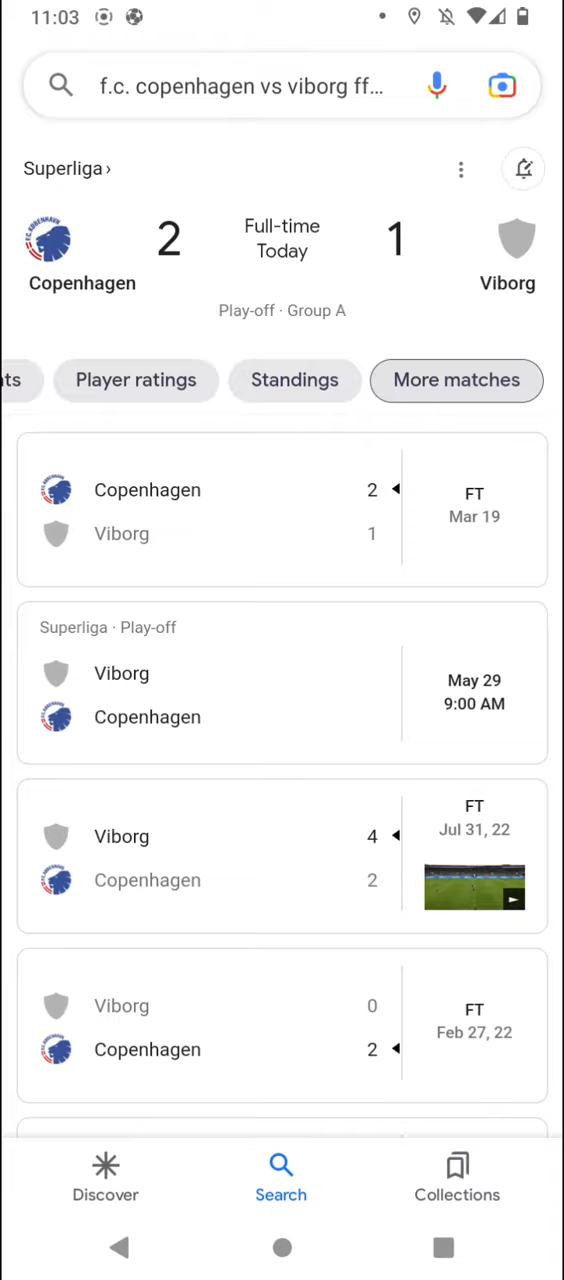 11:03
f.c. copenhagen vs viborg ff...
Superliga ›
2 Full-time 1
Today
Copenhagen Viborg
Play-off · Group A
ts Player ratings Standings More matches
Copenhagen 2
Viborg 1
FT
Mar 19
Superliga · Play-off
Viborg
Copenhagen
May 29
9:00 AM
Viborg 4
Copenhagen 2
FT
Jul 31, 22
Viborg 0
Copenhagen 2
FT
Feb 27, 22
Discover Search Collections